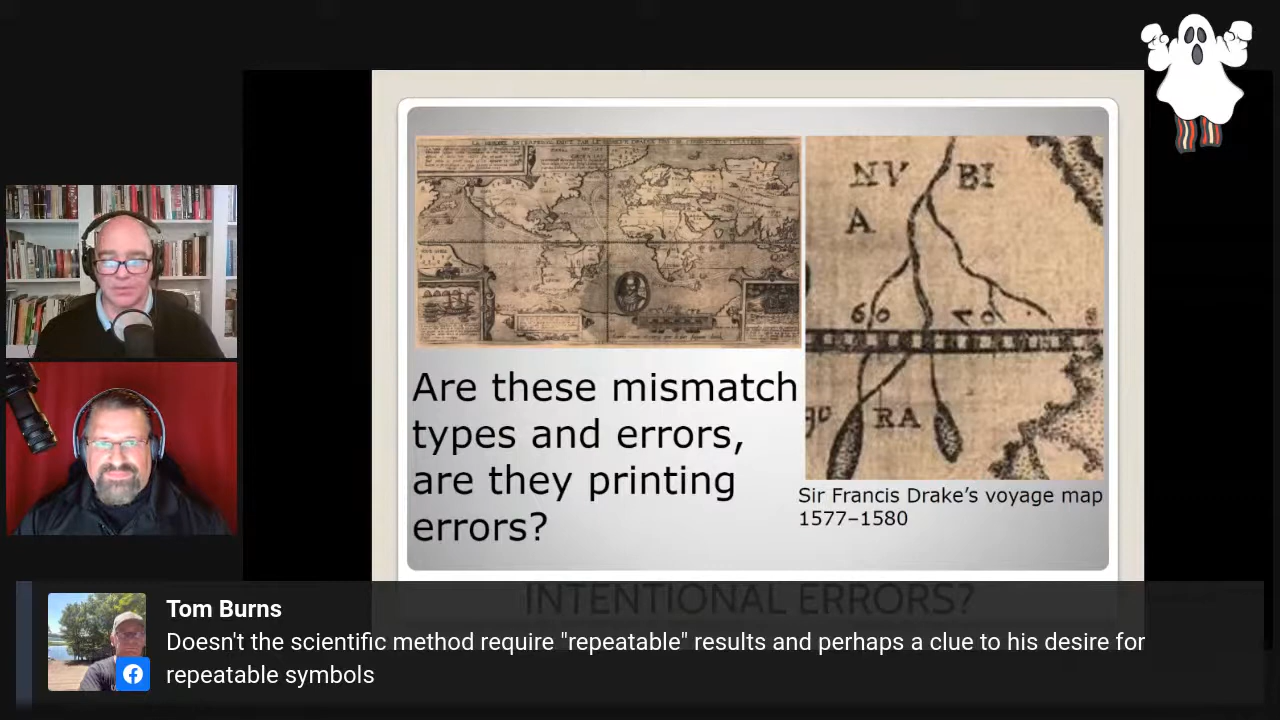 NV BI
A
60 70
RA
Are these mismatch
types and errors,
are they printing
errors?
Sir Francis Drake’s voyage map
1577–1580
INTENTIONAL ERRORS?
Tom Burns
Doesn't the scientific method require "repeatable" results and perhaps a clue to his desire for
repeatable symbols